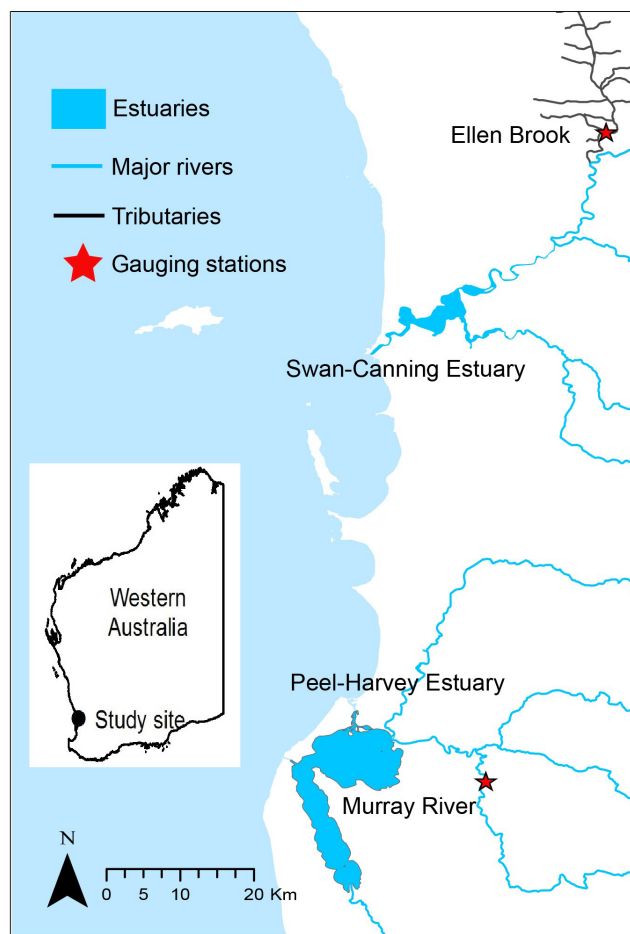 Estuaries
Ellen Brook
Major rivers
Tributaries
Gauging stations
Swan-Canning Estuary
Western
Australia
Study site
Peel-Harvey Estuary
Murray River
N
0 5 10 20 Km